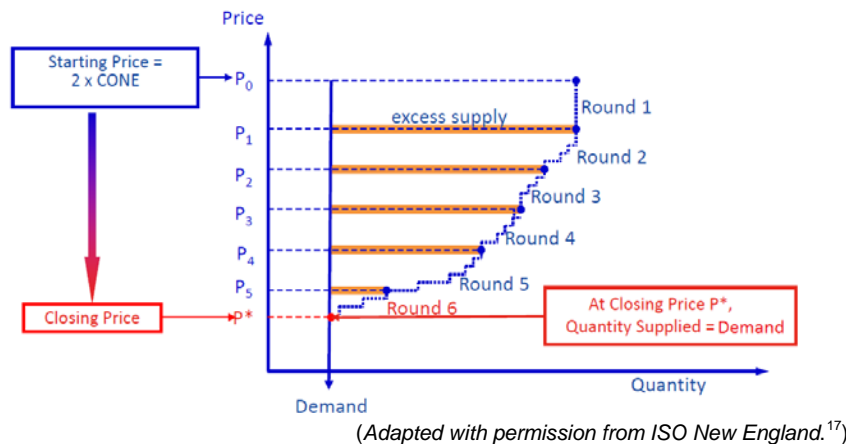 Price
Starting Price =
2 x CONE
P0
Round 1
excess supply
P1
Round 2
P2
Round 3
P3
Round 4
P4
Round 5
P5
Round 6
Closing Price
P*
At Closing Price P*,
Quantity Supplied = Demand
Quantity
Demand
(Adapted with permission from ISO New England.17)